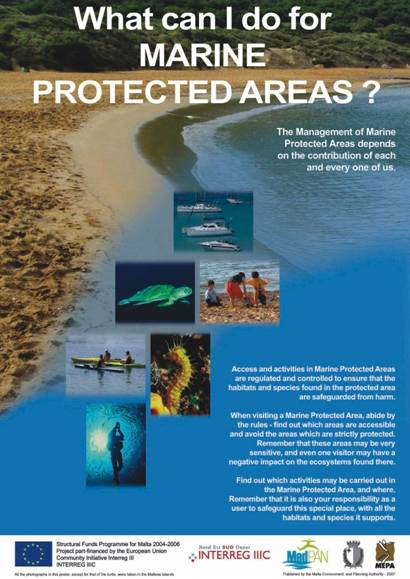 What can I do for
MARINE
PROTECTED AREAS ?
The Management of Marine
Protected Areas depends
on the contribution of each
and every one of us.
Access and activities in Marine Protected Areas
are regulated and controlled to ensure that the
habitats and species found in the protected area
are safeguarded from harm.
When visiting a Marine Protected Area, abide by
the rules - find out which areas are accessible
and avoid the areas which are strictly protected.
Remember that these areas may be very
sensitive, and even one visitor may have a
negative impact on the ecosystems found there.
Find out which activities may be carried out in
the Marine Protected Area, and where.
Remember that it is also your responsibility as a
user to safeguard this special place, with all the
habitats and species it supports.
Structural Funds Programme for Malta 2004-2006
Project part-financed by the European Union
Community Initiative Interreg III
INTERREG IIIC
Nord Est SUD Ouest
INTERREG IIIC
MedPAN
MEPA
All the photographs in this poster, except for that of the turtle, were taken in the Maltese Islands
Published by the Malta Environment and Planning Authority - 2007